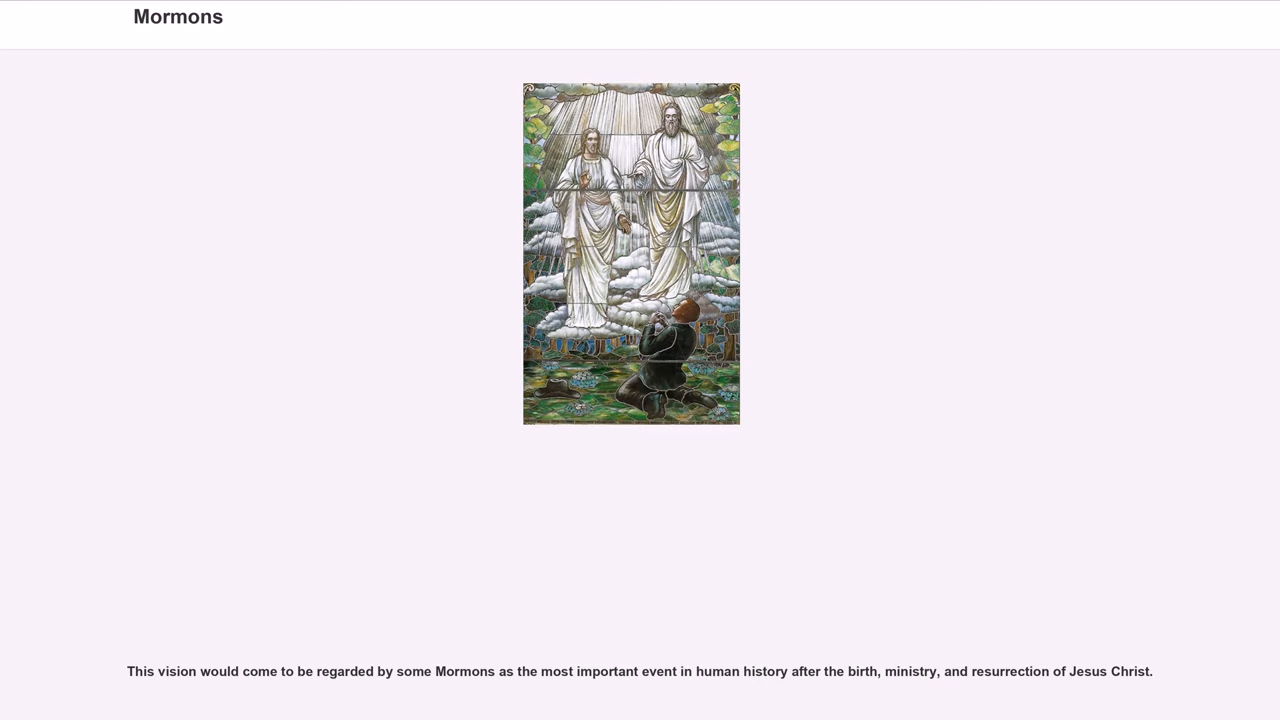 Mormons
This vision would come to be regarded by some Mormons as the most important event in human history after the birth, ministry, and resurrection of Jesus Christ.